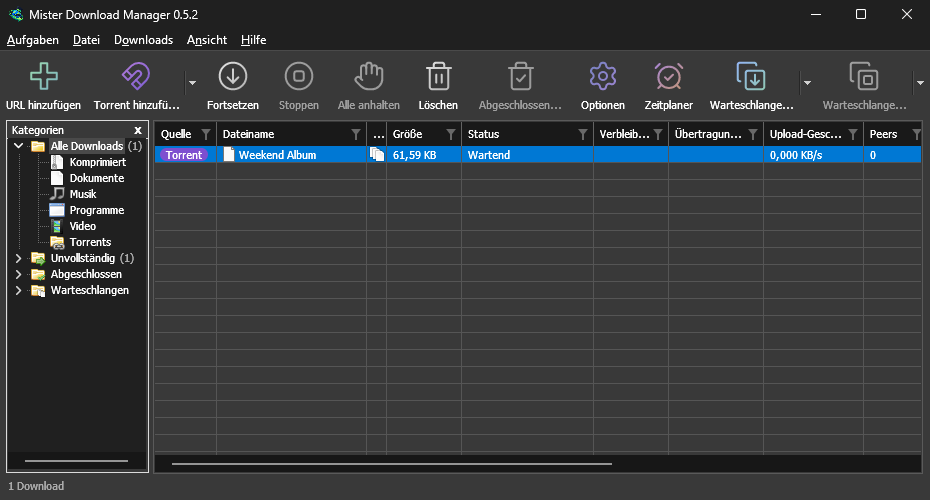 Mister Download Manager 0.5.2
Aufgaben Datei Downloads Ansicht Hilfe
URL hinzufügen Torrent hinzufü... Fortsetzen Stoppen Alle anhalten Löschen Abgeschlossen... Optionen Zeitplaner Warteschlange... Warteschlange...
Kategorien x
Quelle Dateiname ... Größe Status Verbleib... Übertragun... Upload-Gesc... Peers
Alle Downloads (1)
Torrent Weekend Album 61,59 KB Wartend 0,000 KB/s 0
Komprimiert
Dokumente
Musik
Programme
Video
Torrents
Unvollständig (1)
Abgeschlossen
Warteschlangen
1 Download